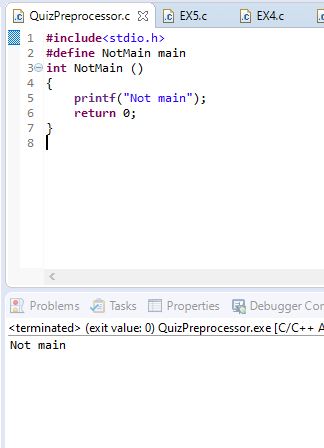 QuizPreprocessor.c EX5.c EX4.c
1 #include<stdio.h>
2 #define NotMain main
3 int NotMain ()
4 {
5     printf("Not main");
6     return 0;
7 }
8
Problems Tasks Properties Debugger Con
<terminated> (exit value: 0) QuizPreprocessor.exe [C/C++ A
Not main